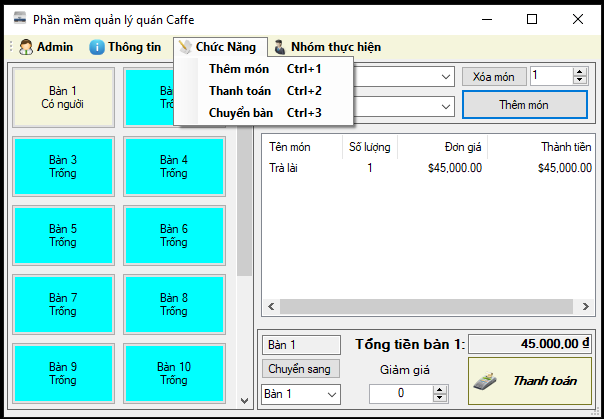 Phần mềm quản lý quán Caffe
Admin Thông tin Chức Năng Nhóm thực hiện
Thêm món Ctrl+1
Thanh toán Ctrl+2
Chuyển bàn Ctrl+3
Xóa món 1
Thêm món
Bàn 1
Có người
Trống
Bàn 3
Trống
Bàn 4
Trống
Bàn 5
Trống
Bàn 6
Trống
Bàn 7
Trống
Bàn 8
Trống
Bàn 9
Trống
Bàn 10
Trống
Tên món Số lượng Đơn giá Thành tiền
Trà lài 1 $45,000.00 $45,000.00
Bàn 1 Tổng tiền bàn 1: 45.000,00 ₫
Chuyển sang Giảm giá
Bàn 1 0
Thanh toán